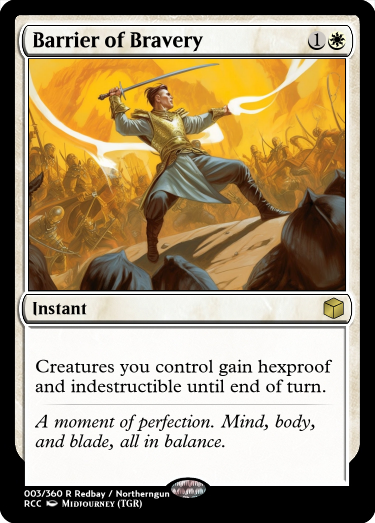 Barrier of Bravery 1
Instant
Creatures you control gain hexproof
and indestructible until end of turn.
A moment of perfection. Mind, body,
and blade, all in balance.
003/360 R Redbay / Northerngun
RCC Midjourney (TGR)